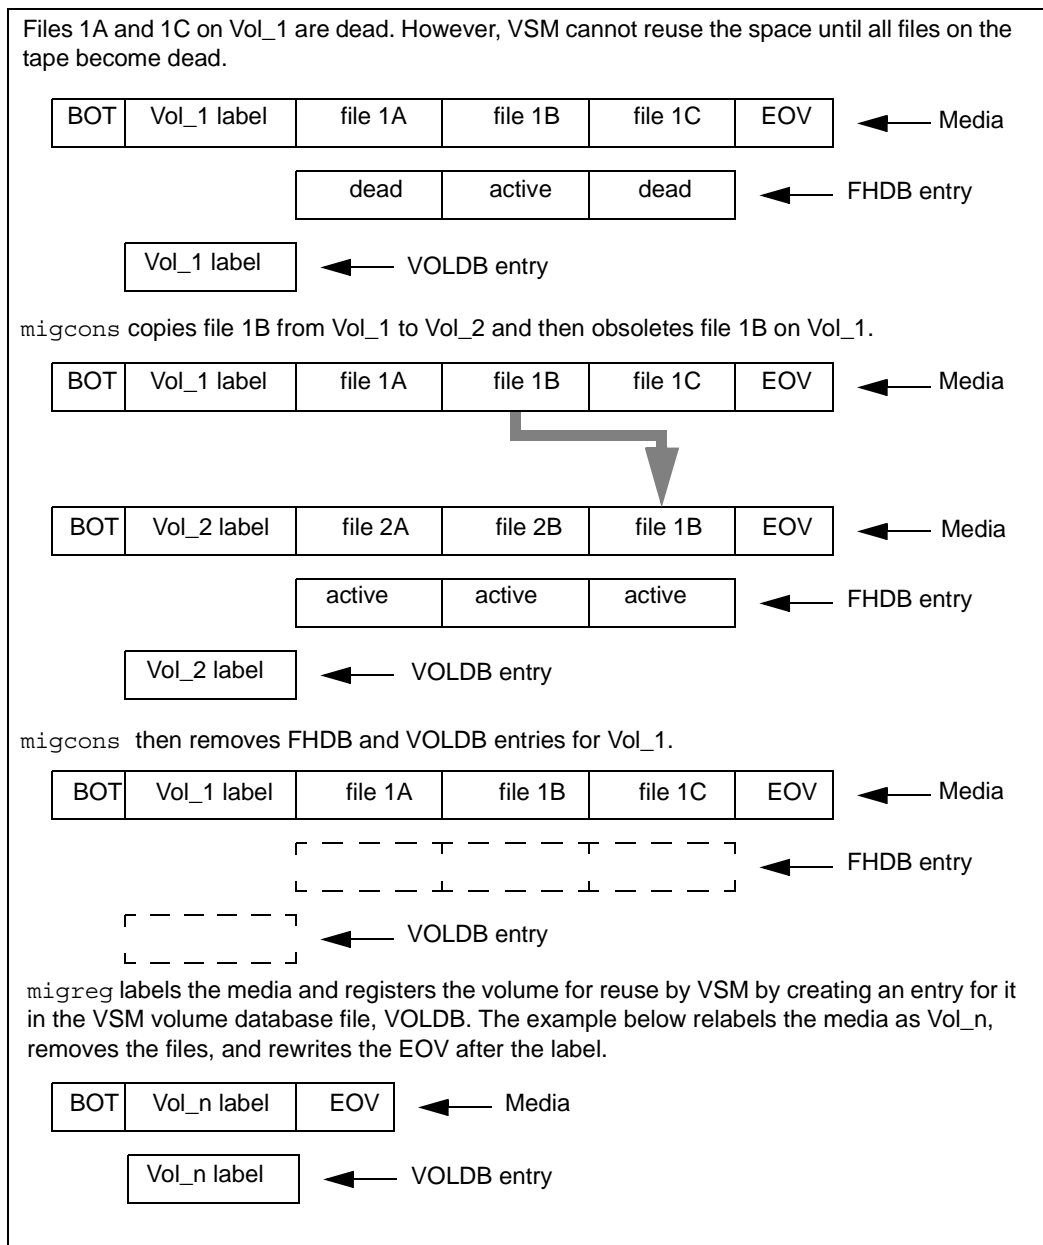 Files 1A and 1C on Vol_1 are dead. However, VSM cannot reuse the space until all files on the
tape become dead.
BOT Vol_1 label file 1A file 1B file 1C EOV Media
dead active dead FHDB entry
Vol_1 label VOLDB entry
migcons copies file 1B from Vol_1 to Vol_2 and then obsoletes file 1B on Vol_1.
BOT Vol_1 label file 1A file 1B file 1C EOV Media
BOT Vol_2 label file 2A file 2B file 1B EOV Media
active active active FHDB entry
Vol_2 label VOLDB entry
migcons then removes FHDB and VOLDB entries for Vol_1.
BOT Vol_1 label file 1A file 1B file 1C EOV Media
FHDB entry
VOLDB entry
migreg labels the media and registers the volume for reuse by VSM by creating an entry for it
in the VSM volume database file, VOLDB. The example below relabels the media as Vol_n,
removes the files, and rewrites the EOV after the label.
BOT Vol_n label EOV Media
Vol_n label VOLDB entry